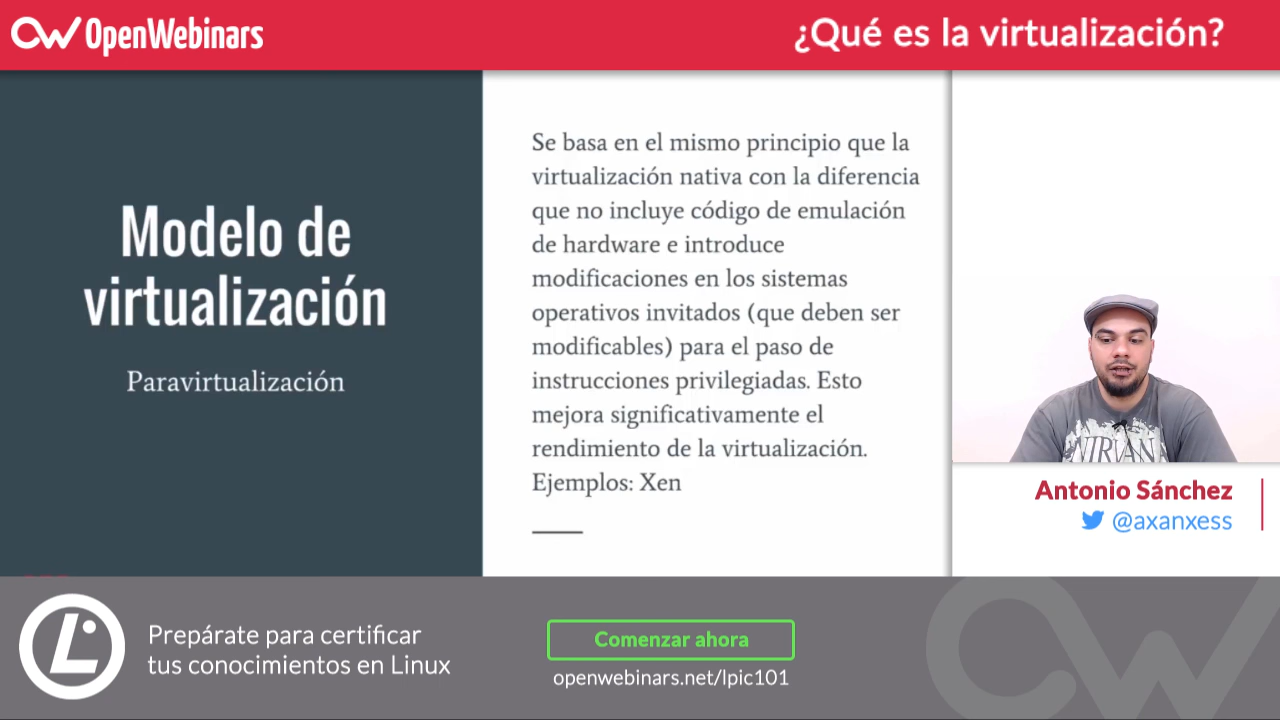 OpenWebinars
¿Qué es la virtualización?
Modelo de
virtualización
Paravirtualización
Se basa en el mismo principio que la
virtualización nativa con la diferencia
que no incluye código de emulación
de hardware e introduce
modificaciones en los sistemas
operativos invitados (que deben ser
modificables) para el paso de
instrucciones privilegiadas. Esto
mejora significativamente el
rendimiento de la virtualización.
Ejemplos: Xen
NIRVAN
Antonio Sánchez
@axanxess
Prepárate para certificar
tus conocimientos en Linux
Comenzar ahora
openwebinars.net/lpic101